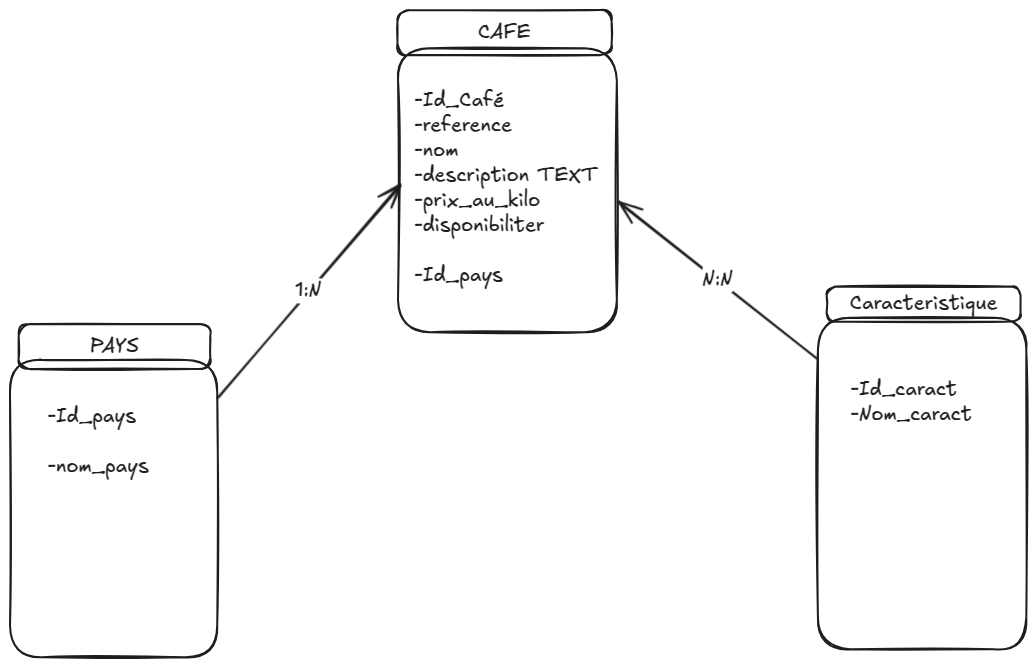 CAFE
-Id_Café
-reference
-nom
-description TEXT
-prix_au_kilo
-disponibiliter
-Id_pays
1:N
N:N
PAYS
-Id_pays
-nom_pays
Caracteristique
-Id_caract
-Nom_caract